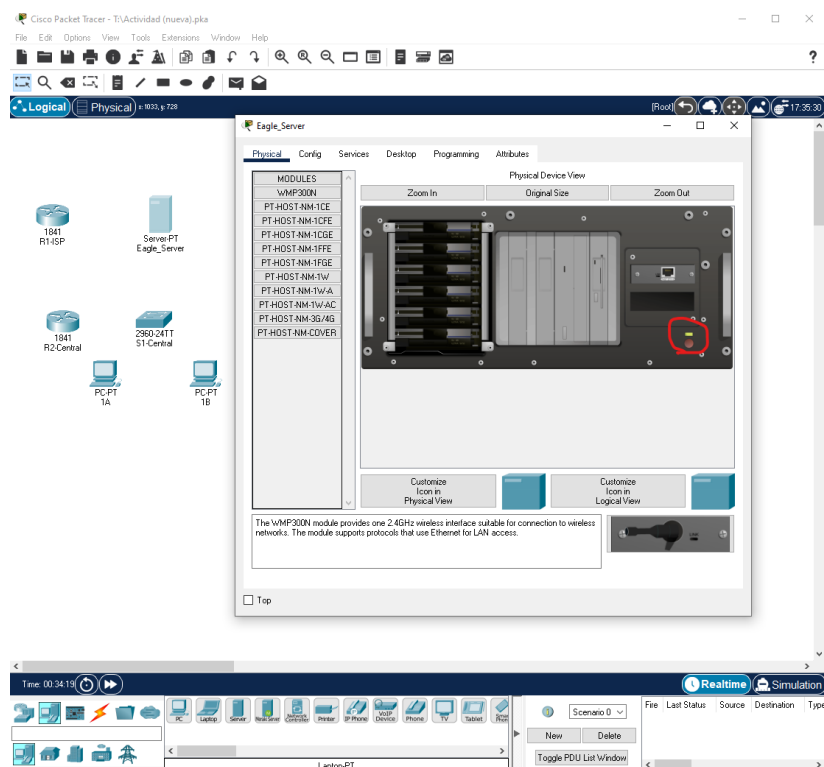 Cisco Packet Tracer - T:\Actividad (nueva).pka
File Edit Options View Tools Extensions Window Help
?
Logical Physical x: 1033, y: 728 [Root] 17:35:30
Eagle_Server
Physical Config Services Desktop Programming Attributes
MODULES
WMP300N
PT-HOST-NM-1CE
PT-HOST-NM-1CFE
PT-HOST-NM-1CGE
PT-HOST-NM-1FFE
PT-HOST-NM-1FGE
PT-HOST-NM-1W
PT-HOST-NM-1W-A
PT-HOST-NM-1W-AC
PT-HOST-NM-3G/4G
PT-HOST-NM-COVER
Physical Device View
Zoom In Original Size Zoom Out
1841
R1-ISP
Server-PT
Eagle_Server
1841
R2-Central
2960-24TT
S1-Central
PC-PT
1A
PC-PT
1B
Customize
Icon in
Physical View
Customize
Icon in
Logical View
The WMP300N module provides one 2.4GHz wireless interface suitable for connection to wireless
networks. The module supports protocols that use Ethernet for LAN access.
Top
Time: 00:34:19 Realtime Simulation
PC Laptop Server Printer IP Phone VoIP Device Phone TV Tablet
Scenario 0
New Delete
Toggle PDU List Window
Fire Last Status Source Destination Type
Laptop-PT